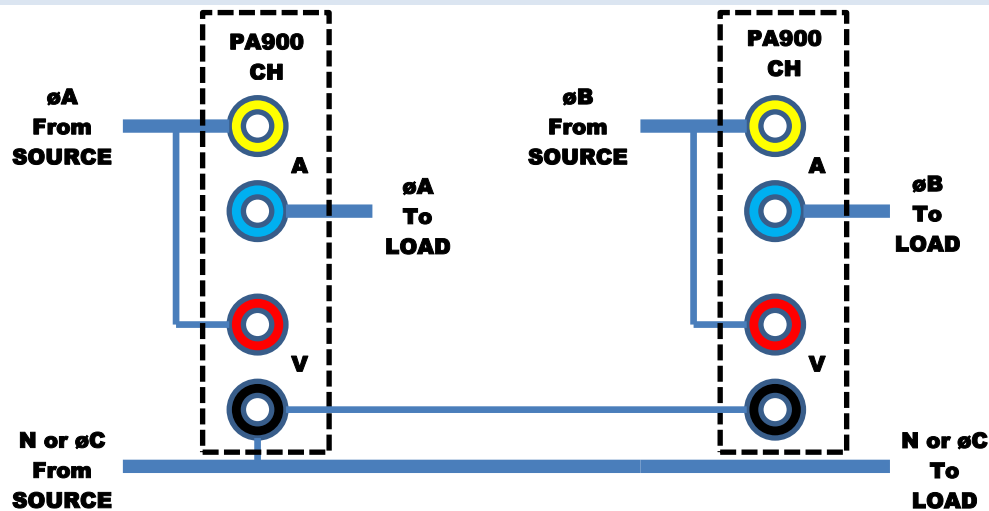 PA900
CH
øA
From
SOURCE
A
øA
To
LOAD
V
N or øC
From
SOURCE
PA900
CH
øB
From
SOURCE
A
øB
To
LOAD
V
N or øC
To
LOAD